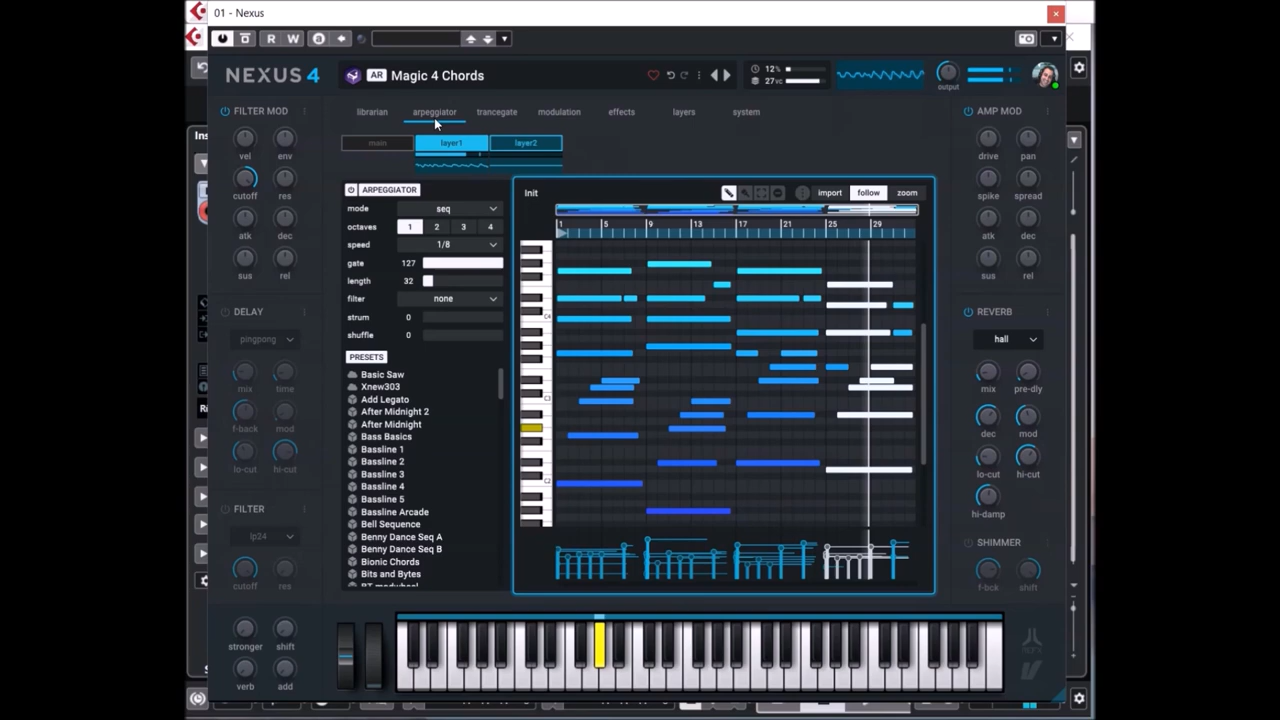 01 - Nexus
R W
NEXUS 4
AR Magic 4 Chords
12%
27vc
output
FILTER MOD
librarian arpeggiator trancegate modulation effects layers system
AMP MOD
vel env
main layer1 layer2
drive pan
cutoff res
spike spread
ARPEGGIATOR
Init
import follow zoom
mode seq
octaves 1 2 3 4
speed 1/8
gate 127
length 32
filter none
strum 0
shuffle 0
1 5 9 13 17 21 25 29
C4
C3
C2
atk dec
sus rel
atk dec
sus rel
DELAY
pingpong
mix time
f-back mod
lo-cut hi-cut
REVERB
hall
mix pre-dly
dec mod
lo-cut hi-cut
hi-damp
PRESETS
Basic Saw
Xnew303
Add Legato
After Midnight 2
After Midnight
Bass Basics
Bassline 1
Bassline 2
Bassline 3
Bassline 4
Bassline 5
Bassline Arcade
Bell Sequence
Benny Dance Seq A
Benny Dance Seq B
Bionic Chords
Bits and Bytes
FILTER
lp24
cutoff res
SHIMMER
f-bck shift
stronger shift
verb add
Ins